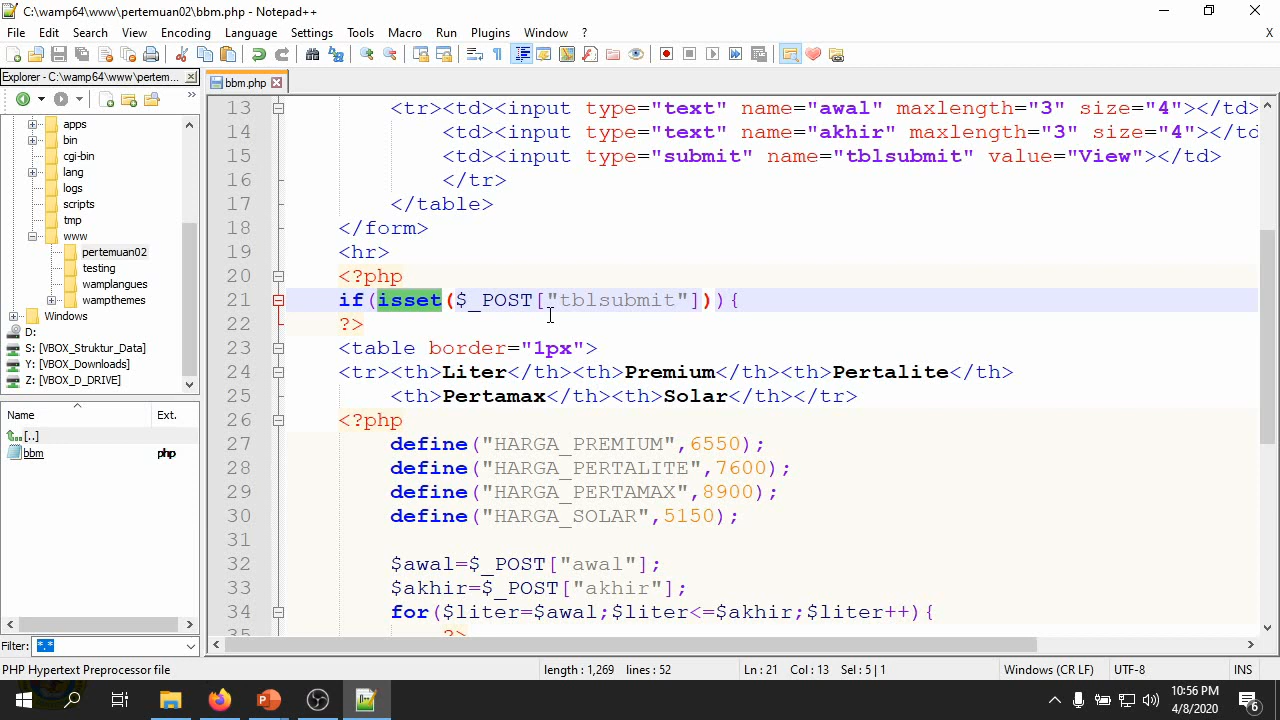 C:\wamp64\www\pertemuan02\bbm.php - Notepad++
File Edit Search View Encoding Language Settings Tools Macro Run Plugins Window ? X
Explorer - C:\wamp64\www\pertem...
bbm.php
apps
bin
cgi-bin
lang
logs
scripts
tmp
www
pertemuan02
testing
wamplangues
wampthemes
Windows
D:
S: [VBOX_Struktur_Data]
Y: [VBOX_Downloads]
Z: [VBOX_D_DRIVE]
Name Ext.
[..]
bbm php
Filter: *.*
13 <tr><td><input type="text" name="awal" maxlength="3" size="4"></td>
14 <td><input type="text" name="akhir" maxlength="3" size="4"></td
15 <td><input type="submit" name="tblsubmit" value="View"></td>
16 </tr>
17 </table>
18 </form>
19 <hr>
20 <?php
21 if(isset($_POST["tblsubmit"])){
22 ?>
23 <table border="1px">
24 <tr><th>Liter</th><th>Premium</th><th>Pertalite</th>
25 <th>Pertamax</th><th>Solar</th></tr>
26 <?php
27 define("HARGA_PREMIUM",6550);
28 define("HARGA_PERTALITE",7600);
29 define("HARGA_PERTAMAX",8900);
30 define("HARGA_SOLAR",5150);
31
32 $awal=$_POST["awal"];
33 $akhir=$_POST["akhir"];
34 for($liter=$awal;$liter<=$akhir;$liter++){
35 ?>
PHP Hypertext Preprocessor file length : 1,269 lines : 52 Ln : 21 Col : 13 Sel : 5 | 1 Windows (CR LF) UTF-8 INS
10:56 PM
4/8/2020
6